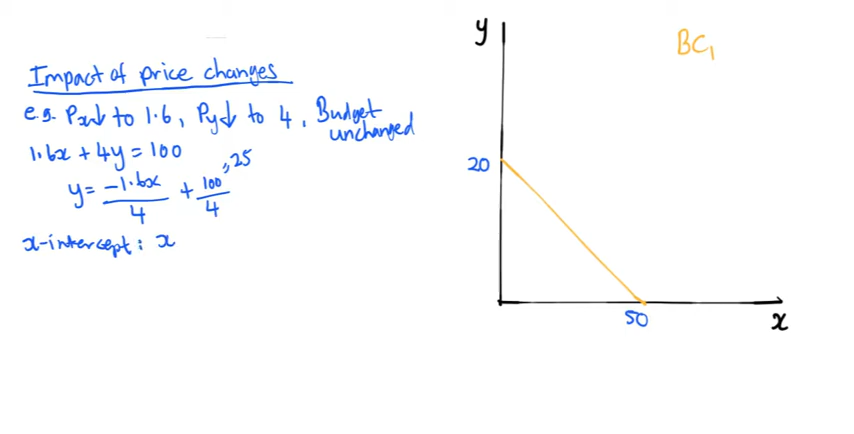 Impact of price changes
e.g. Px↓ to 1.6, Py↓ to 4, Budget unchanged
1.6x + 4y = 100
y = -1.6x/4 + 100/4 , 25
x-intercept: x
y
BC1
20
50
x